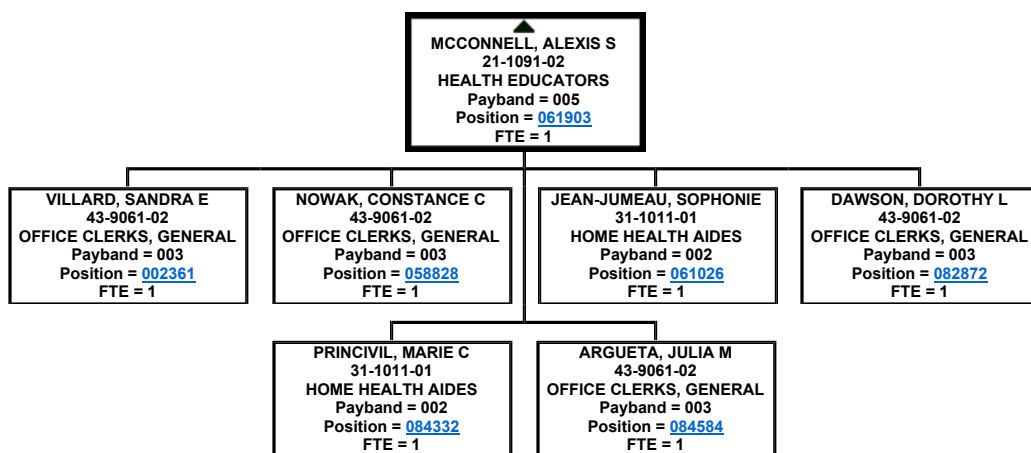 MCCONNELL, ALEXIS S
21-1091-02
HEALTH EDUCATORS
Payband = 005
Position = 061903
FTE = 1
VILLARD, SANDRA E
43-9061-02
OFFICE CLERKS, GENERAL
Payband = 003
Position = 002361
FTE = 1
NOWAK, CONSTANCE C
43-9061-02
OFFICE CLERKS, GENERAL
Payband = 003
Position = 058828
FTE = 1
JEAN-JUMEAU, SOPHONIE
31-1011-01
HOME HEALTH AIDES
Payband = 002
Position = 061026
FTE = 1
DAWSON, DOROTHY L
43-9061-02
OFFICE CLERKS, GENERAL
Payband = 003
Position = 082872
FTE = 1
PRINCIVIL, MARIE C
31-1011-01
HOME HEALTH AIDES
Payband = 002
Position = 084332
FTE = 1
ARGUETA, JULIA M
43-9061-02
OFFICE CLERKS, GENERAL
Payband = 003
Position = 084584
FTE = 1